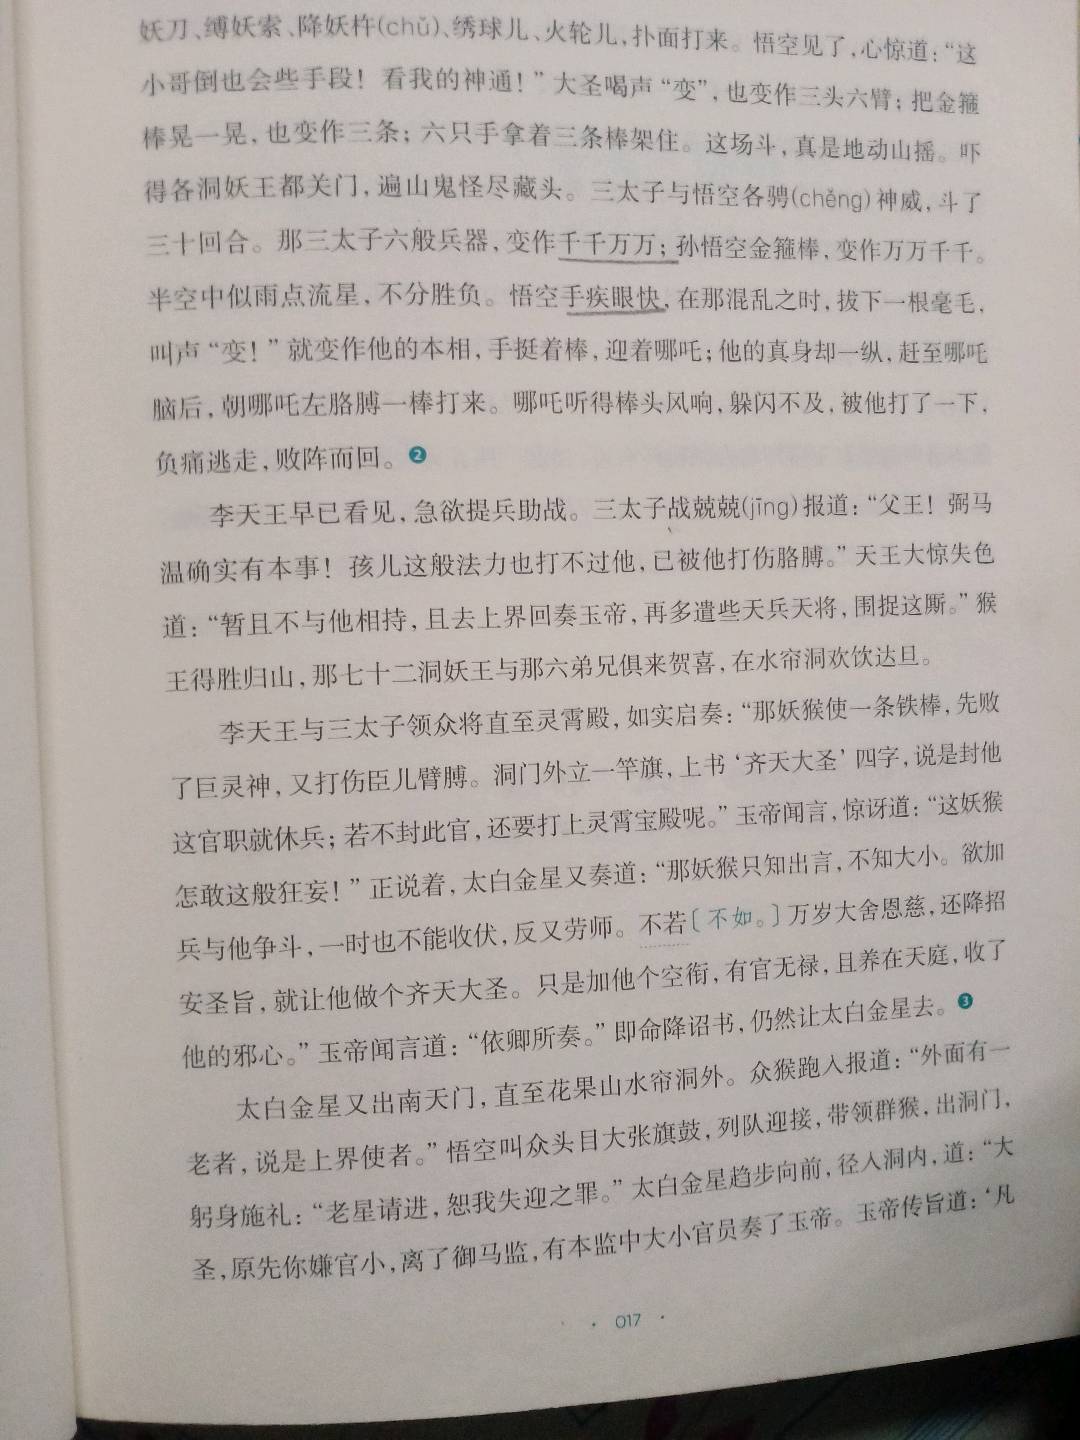 妖刀、缚妖索、降妖杵(chǔ)、绣球儿、火轮儿，扑面打来。悟空见了，心惊道：“这
小哥倒也会些手段！看我的神通！”大圣喝声“变”，也变作三头六臂；把金箍
棒晃一晃，也变作三条；六只手拿着三条棒架住。这场斗，真是地动山摇。吓
得各洞妖王都关门，遍山鬼怪尽藏头。三太子与悟空各骋(chěng)神威，斗了
三十回合。那三太子六般兵器，变作千千万万；孙悟空金箍棒，变作万万千千。
半空中似雨点流星，不分胜负。悟空手疾眼快，在那混乱之时，拔下一根毫毛，
叫声“变！”就变作他的本相，手挺着棒，迎着哪吒；他的真身却一纵，赶至哪吒
脑后，朝哪吒左胳膊一棒打来。哪吒听得棒头风响，躲闪不及，被他打了一下，
负痛逃走，败阵而回。❷
李天王早已看见，急欲提兵助战。三太子战兢兢(jīng)报道：“父王！弼马
温确实有本事！孩儿这般法力也打不过他，已被他打伤胳膊。”天王大惊失色
道：“暂且不与他相持，且去上界回奏玉帝，再多遣些天兵天将，围捉这厮。”猴
王得胜归山，那七十二洞妖王与那六弟兄俱来贺喜，在水帘洞欢饮达旦。
李天王与三太子领众将直至灵霄殿，如实启奏：“那妖猴使一条铁棒，先败
了巨灵神，又打伤臣儿臂膊。洞门外立一竿旗，上书‘齐天大圣’四字，说是封他
这官职就休兵；若不封此官，还要打上灵霄宝殿呢。”玉帝闻言，惊讶道：“这妖猴
怎敢这般狂妄！”正说着，太白金星又奏道：“那妖猴只知出言，不知大小。欲加
兵与他争斗，一时也不能收伏，反又劳师。不若〔不如。〕万岁大舍恩慈，还降招
安圣旨，就让他做个齐天大圣。只是加他个空衔，有官无禄，且养在天庭，收了
他的邪心。”玉帝闻言道：“依卿所奏。”即命降诏书，仍然让太白金星去。❸
太白金星又出南天门，直至花果山水帘洞外。众猴跑入报道：“外面有一
老者，说是上界使者。”悟空叫众头目大张旗鼓，列队迎接，带领群猴，出洞门，
躬身施礼：“老星请进，恕我失迎之罪。”太白金星趋步向前，径入洞内，道：“大
圣，原先你嫌官小，离了御马监，有本监中大小官员奏了玉帝。玉帝传旨道：‘凡
· 017 ·